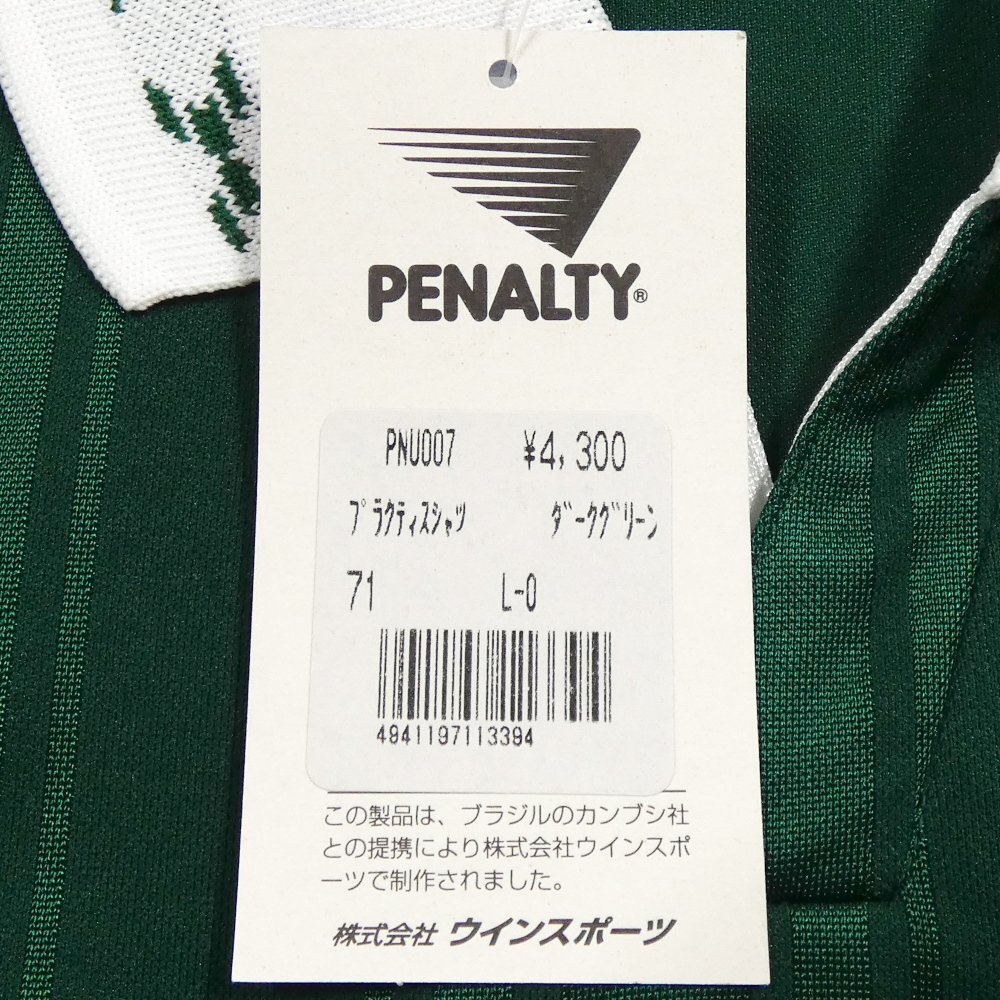 PENALTY®
PNU007 ¥4,300
プラクティスシャツ ダークグリーン
71 L-0
4941197113394
この製品は、ブラジルのカンブシ社
との提携により株式会社ウインスポ
ーツで制作されました。
株式会社 ウインスポーツ